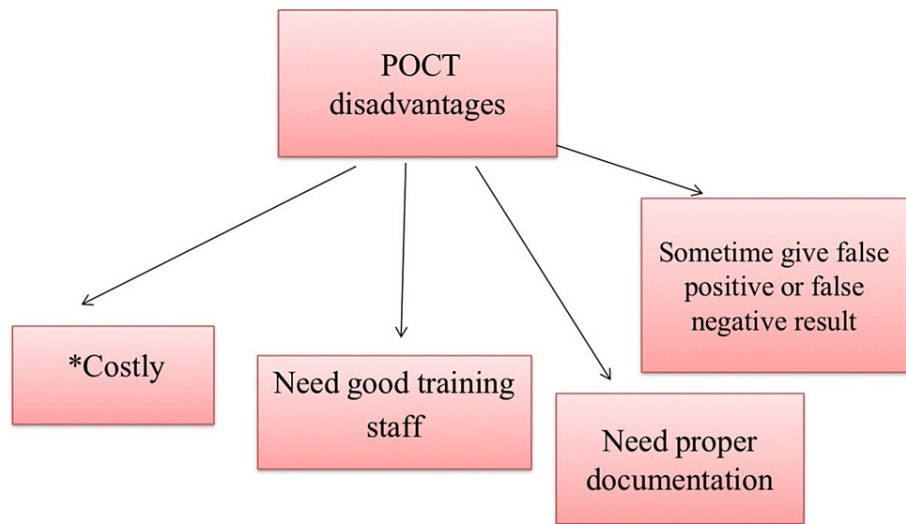 POCT
disadvantages
Sometime give false
positive or false
negative result
*Costly
Need good training
staff
Need proper
documentation